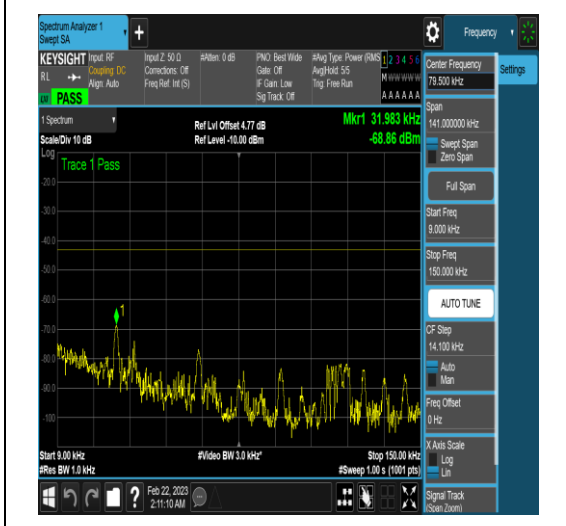 Spectrum Analyzer 1
Swept SA
+
Frequency
KEYSIGHT
Input: RF
Coupling: DC
Align: Auto
Input Z: 50 Ω
Corrections: Off
Freq Ref: Int (S)
#Atten: 0 dB
PNO: Best Wide
Gate: Off
IF Gain: Low
Sig Track: Off
#Avg Type: Power (RMS
Avg|Hold: 5/5
Trig: Free Run
1 2 3 4 5 6
M W W W W W
A A A A A A
RL
PASS
1 Spectrum
Scale/Div 10 dB
Ref Lvl Offset 4.77 dB
Ref Level -10.00 dBm
Mkr1 31.983 kHz
-68.86 dBm
Log
Trace 1 Pass
-20.0
-30.0
-40.0
-50.0
-60.0
-70.0
-80.0
-90.0
-100
1
Start 9.00 kHz
#Res BW 1.0 kHz
#Video BW 3.0 kHz*
Stop 150.00 kHz
#Sweep 1.00 s (1001 pts)
Feb 22, 2023
2:11:10 AM
?
Center Frequency
79.500 kHz
Settings
Span
141.000000 kHz
Swept Span
Zero Span
Full Span
Start Freq
9.000 kHz
Stop Freq
150.000 kHz
AUTO TUNE
CF Step
14.100 kHz
Auto
Man
Freq Offset
0 Hz
X Axis Scale
Log
Lin
Signal Track
(Span Zoom)